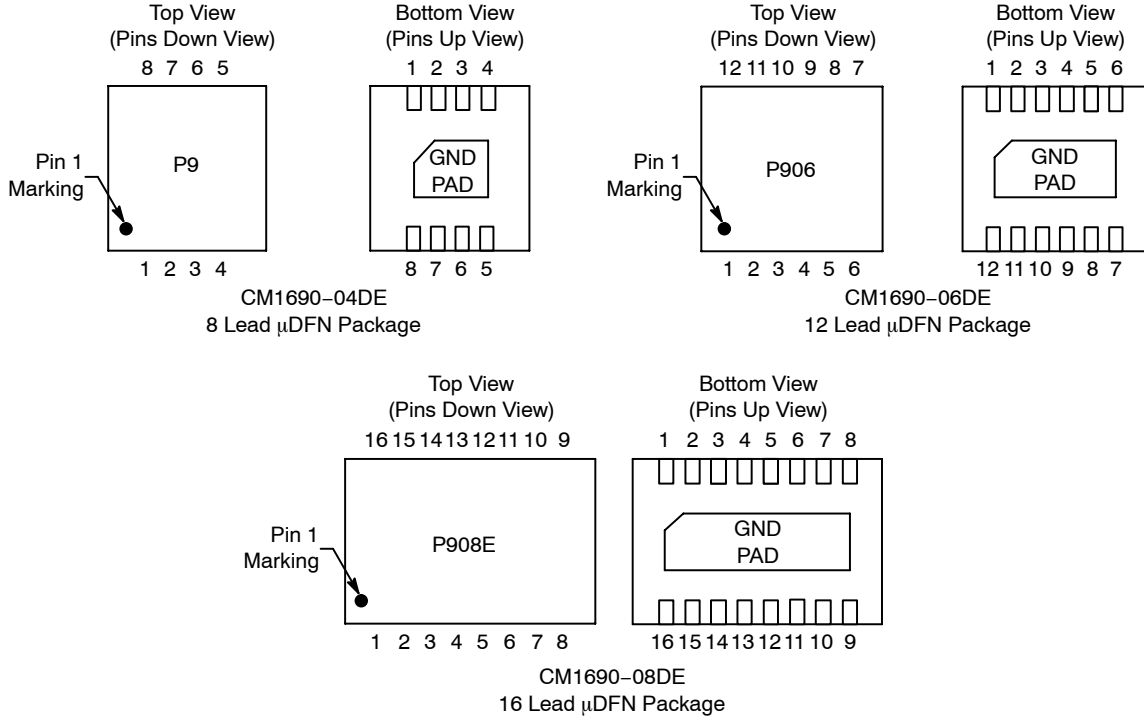 Top View
(Pins Down View)
8 7 6 5
P9
Pin 1
Marking
1 2 3 4
Bottom View
(Pins Up View)
1 2 3 4
GND
PAD
8 7 6 5
CM1690−04DE
8 Lead μDFN Package
Top View
(Pins Down View)
12 11 10 9 8 7
P906
Pin 1
Marking
1 2 3 4 5 6
Bottom View
(Pins Up View)
1 2 3 4 5 6
GND
PAD
12 11 10 9 8 7
CM1690−06DE
12 Lead μDFN Package
Top View
(Pins Down View)
16 15 14 13 12 11 10 9
P908E
Pin 1
Marking
1 2 3 4 5 6 7 8
Bottom View
(Pins Up View)
1 2 3 4 5 6 7 8
GND
PAD
16 15 14 13 12 11 10 9
CM1690−08DE
16 Lead μDFN Package